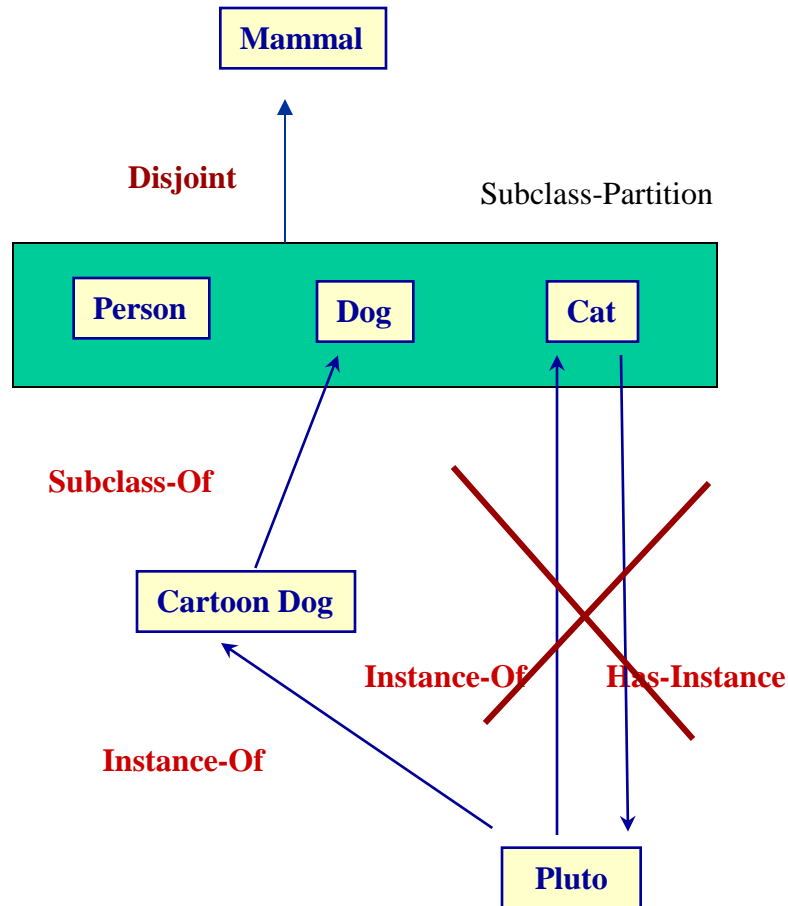 Mammal
Disjoint
Subclass-Partition
Person
Dog
Cat
Subclass-Of
Cartoon Dog
Instance-Of
Has-Instance
Instance-Of
Pluto